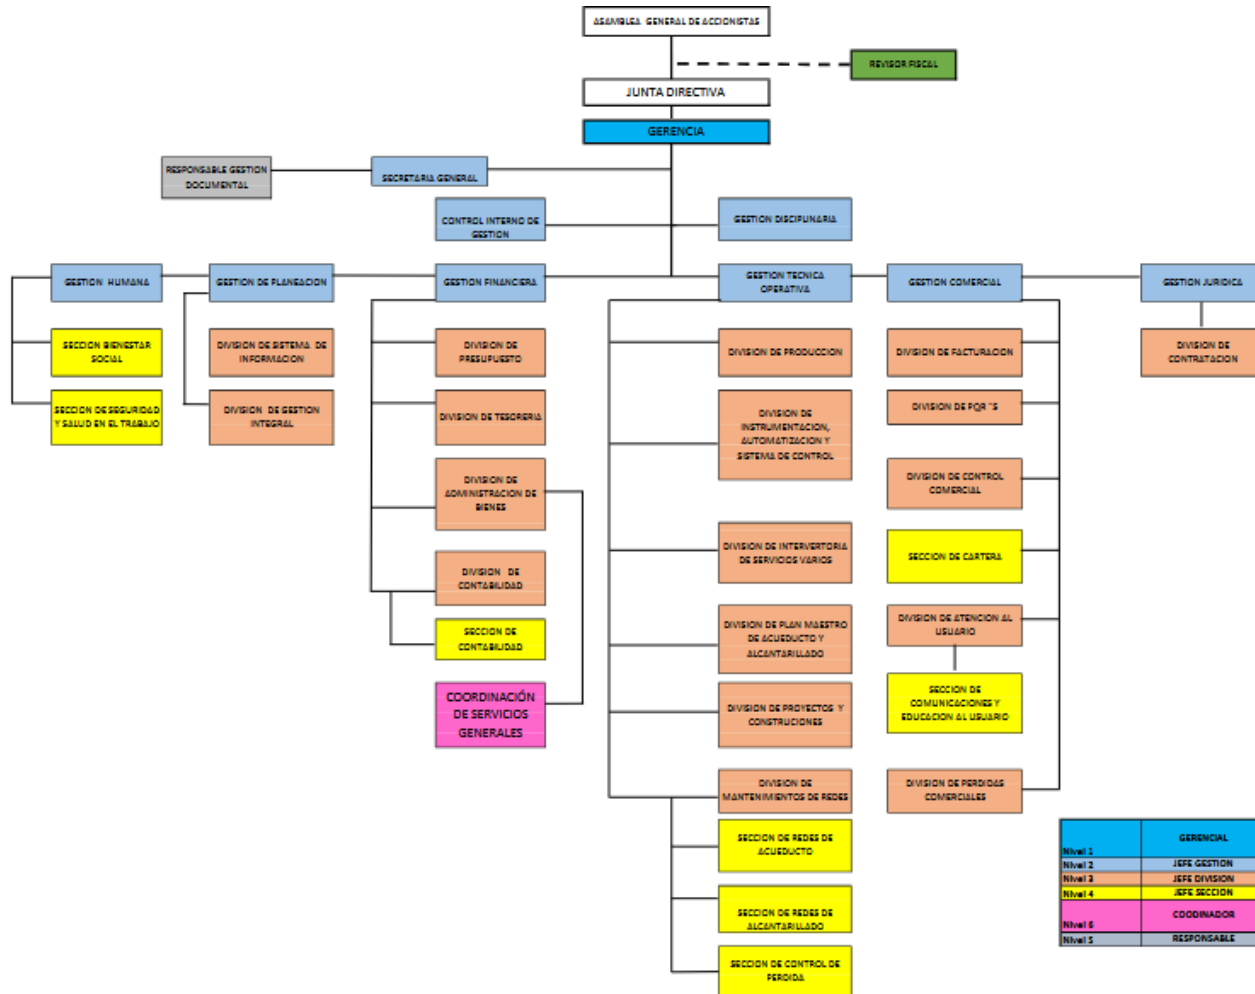 ASAMBLEA GENERAL DE ACCIONISTAS
REVISOR FISCAL
JUNTA DIRECTIVA
GERENCIA
RESPONSABLE GESTION
DOCUMENTAL
SECRETARIA GENERAL
CONTROL INTERNO DE
GESTION
GESTION DISCIPLINARIA
GESTION HUMANA
GESTION DE PLANEACION
GESTION FINANCIERA
GESTION TECNICA
OPERATIVA
GESTION COMERCIAL
GESTION JURIDICA
SECCION BIENESTAR
SOCIAL
DIVISION DE SISTEMA DE
INFORMACION
DIVISION DE
PRESUPUESTO
DIVISION DE PRODUCCION
DIVISION DE FACTURACION
DIVISION DE
CONTRATACION
SECCION DE SEGURIDAD
Y SALUD EN EL TRABAJO
DIVISION DE GESTION
INTEGRAL
DIVISION DE TESORERIA
DIVISION DE
INSTRUMENTACION,
AUTOMATIZACION Y
SISTEMA DE CONTROL
DIVISION DE PQR "S
DIVISION DE
ADMINISTRACION DE
BIENES
DIVISION DE CONTROL
COMERCIAL
DIVISION DE INTERVERTORIA
DE SERVICIOS VARIOS
SECCION DE CARTERA
DIVISION DE
CONTABILIDAD
SECCION DE
CONTABILIDAD
DIVISION DE PLAN MAESTRO
DE ACUEDUCTO Y
ALCANTARILLADO
DIVISION DE ATENCION AL
USUARIO
COORDINACIÓN
DE SERVICIOS
GENERALES
DIVISION DE PROYECTOS Y
CONSTRUCIONES
SECCION DE
COMUNICACIONES Y
EDUCACION AL USUARIO
DIVISION DE
MANTENIMIENTOS DE REDES
DIVISION DE PERDIDAS
COMERCIALES
SECCION DE REDES DE
ACUEDUCTO
SECCION DE REDES DE
ALCANTARILLADO
SECCION DE CONTROL DE
PERDIDA
Nivel 1 GERENCIAL
Nivel 2 JEFE GESTION
Nivel 3 JEFE DIVISION
Nivel 4 JEFE SECCION
Nivel 6 COODINADOR
Nivel 5 RESPONSABLE